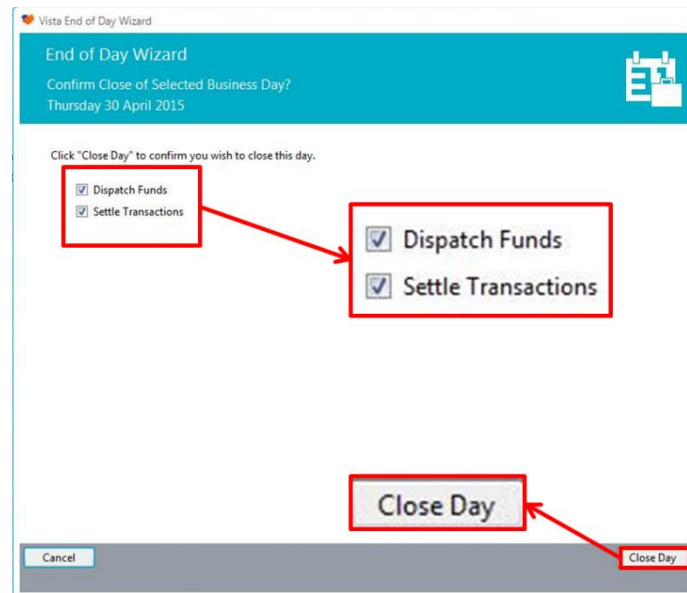 Vista End of Day Wizard
End of Day Wizard
Confirm Close of Selected Business Day?
Thursday 30 April 2015
Click "Close Day" to confirm you wish to close this day.
Dispatch Funds
Settle Transactions
Dispatch Funds
Settle Transactions
Close Day
Cancel
Close Day